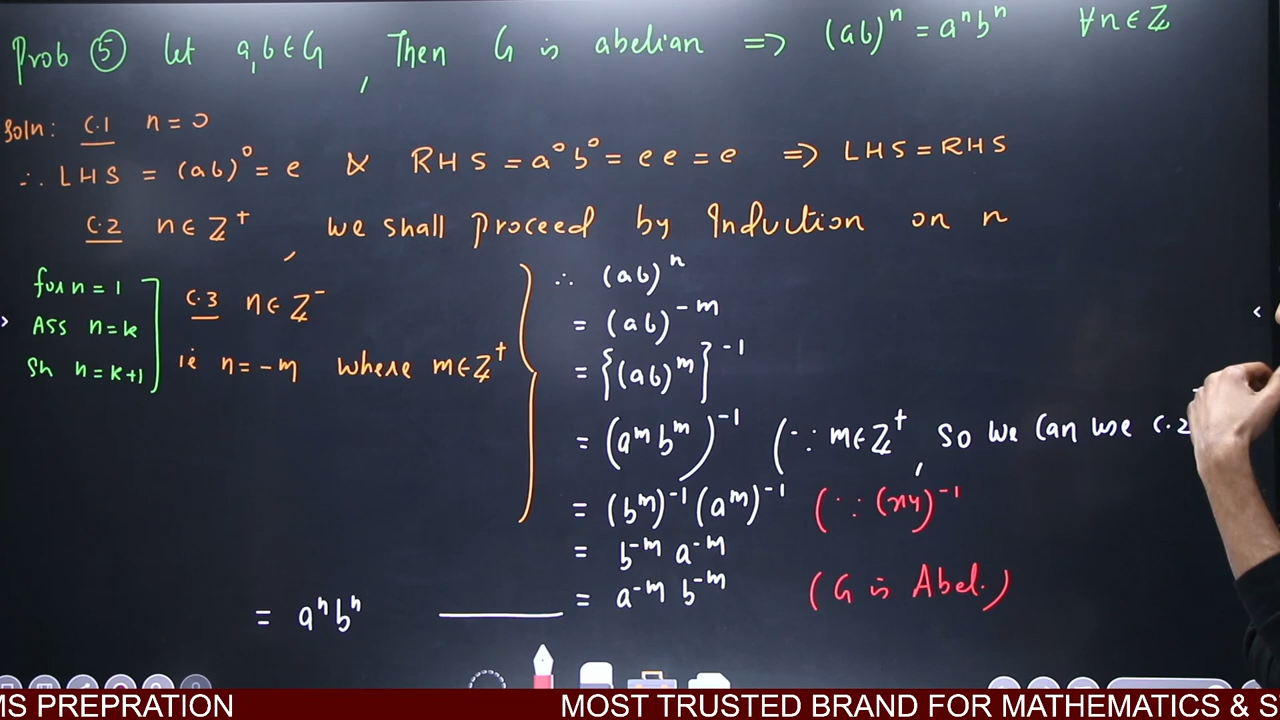 Prob ⑤ Let a,b∈G, Then G is abelian => (ab)ⁿ = aⁿbⁿ ∀n∈ℤ
Soln: C.1 n = 0
∴ LHS = (ab)⁰ = e & RHS = a⁰b⁰ = ee = e => LHS = RHS
C.2 n∈ℤ⁺, we shall Proceed by Induction on n
for n = 1
Ass n = k
Sh n = k+1
C.3 n∈ℤ⁻
ie n = -m where m∈ℤ⁺
∴ (ab)ⁿ
= (ab)⁻ᵐ
= {(ab)ᵐ}⁻¹
= (aᵐbᵐ)⁻¹ (∵ m∈ℤ⁺, so we can use C.2
= (bᵐ)⁻¹(aᵐ)⁻¹ (∵ (xy)⁻¹
= b⁻ᵐ a⁻ᵐ
= a⁻ᵐ b⁻ᵐ (G is Abel.)
= aⁿbⁿ
MS PREPRATION MOST TRUSTED BRAND FOR MATHEMATICS & S